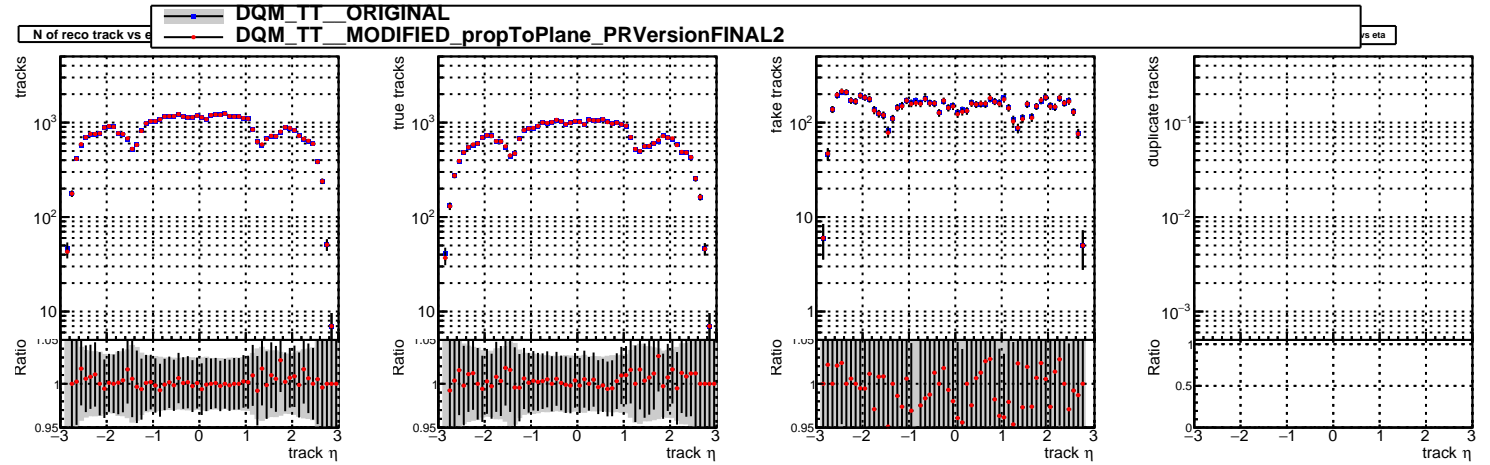 DQM_TT__ORIGINAL
DQM_TT__MODIFIED_propToPlane_PRVersionFINAL2
N of reco track vs e
vs eta
tracks
10³
10²
10
1.05
Ratio
1
0.95
−3 −2 −1 0 1 2 3
track η
true tracks
10³
10²
10
1.05
Ratio
1
0.95
−3 −2 −1 0 1 2 3
track η
fake tracks
10²
10
1
1.05
Ratio
1
0.95
−3 −2 −1 0 1 2 3
track η
duplicate tracks
10⁻¹
10⁻²
10⁻³
Ratio
1
0.5
0
−3 −2 −1 0 1 2 3
track η